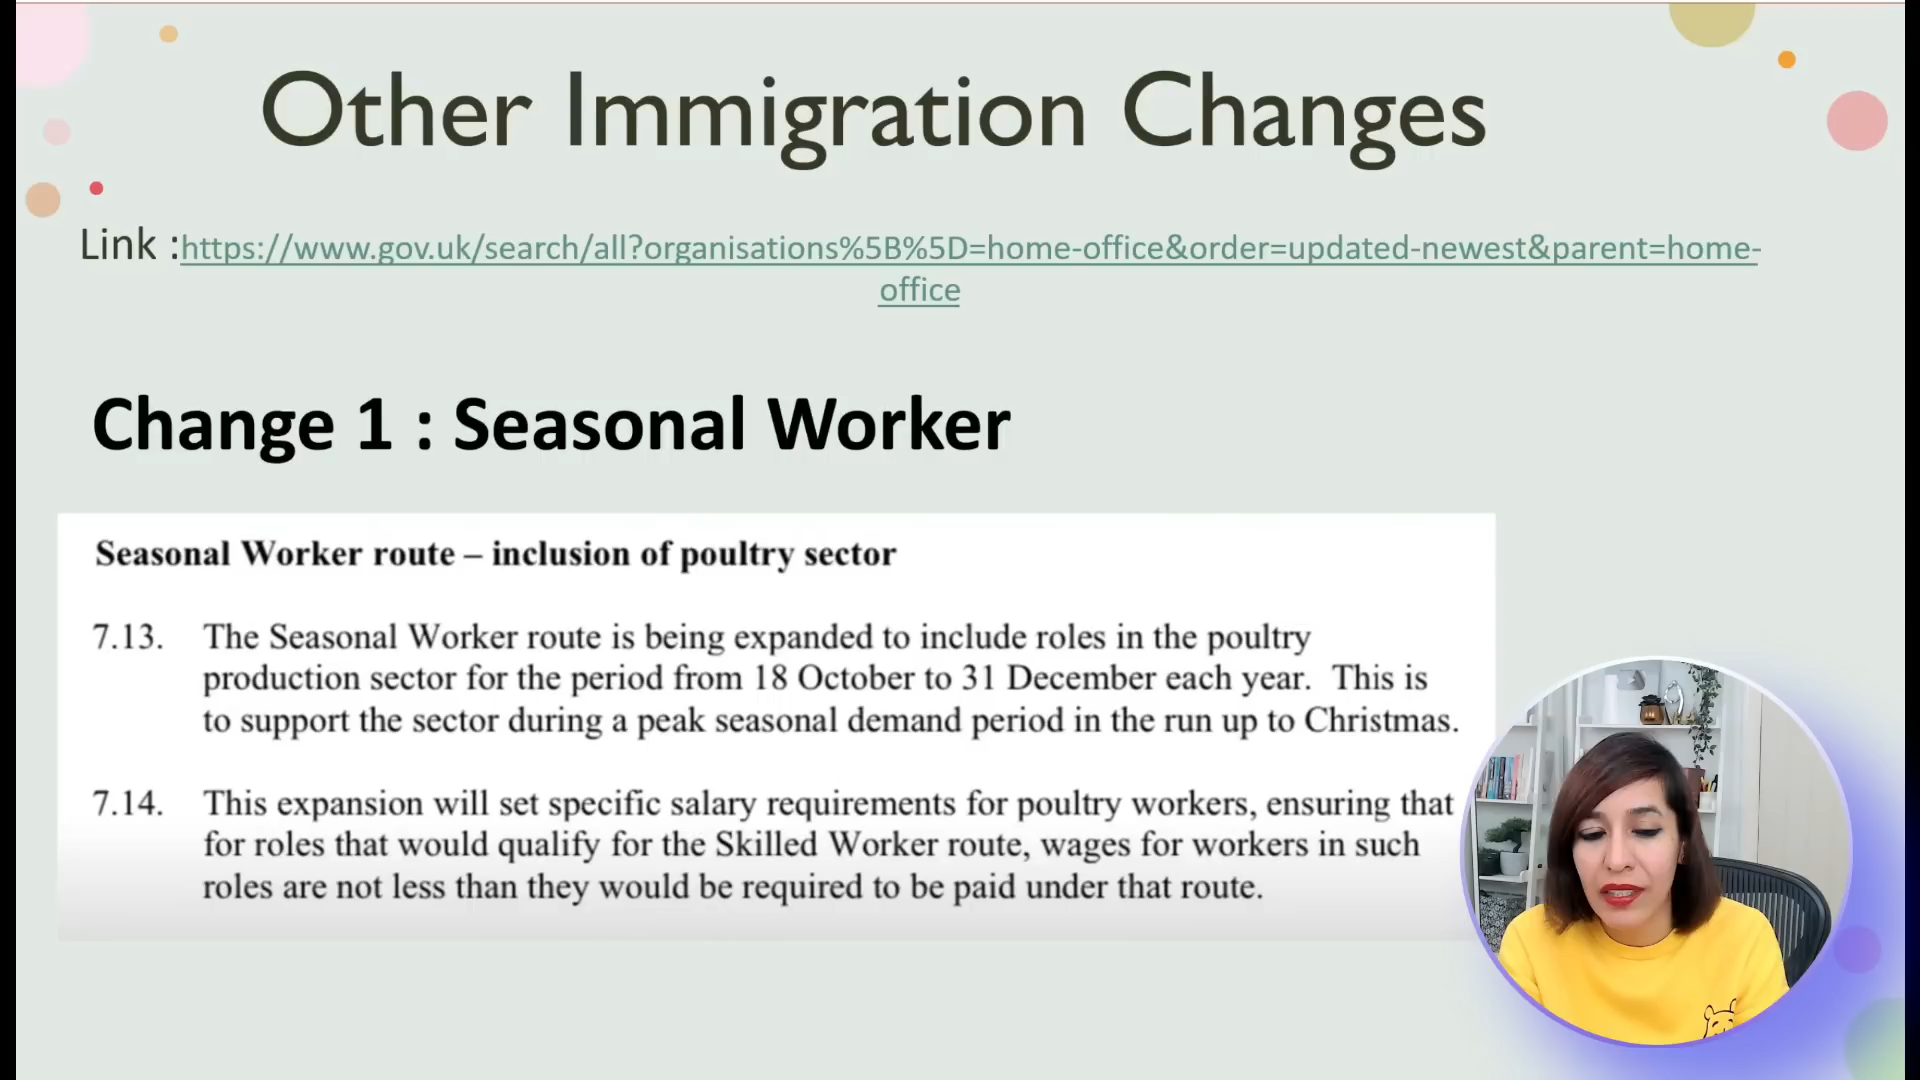 Other Immigration Changes
Link :https://www.gov.uk/search/all?organisations%5B%5D=home-office&order=updated-newest&parent=home-
office
Change 1 : Seasonal Worker
Seasonal Worker route – inclusion of poultry sector
7.13. The Seasonal Worker route is being expanded to include roles in the poultry
production sector for the period from 18 October to 31 December each year. This is
to support the sector during a peak seasonal demand period in the run up to Christmas.
7.14. This expansion will set specific salary requirements for poultry workers, ensuring that
for roles that would qualify for the Skilled Worker route, wages for workers in such
roles are not less than they would be required to be paid under that route.